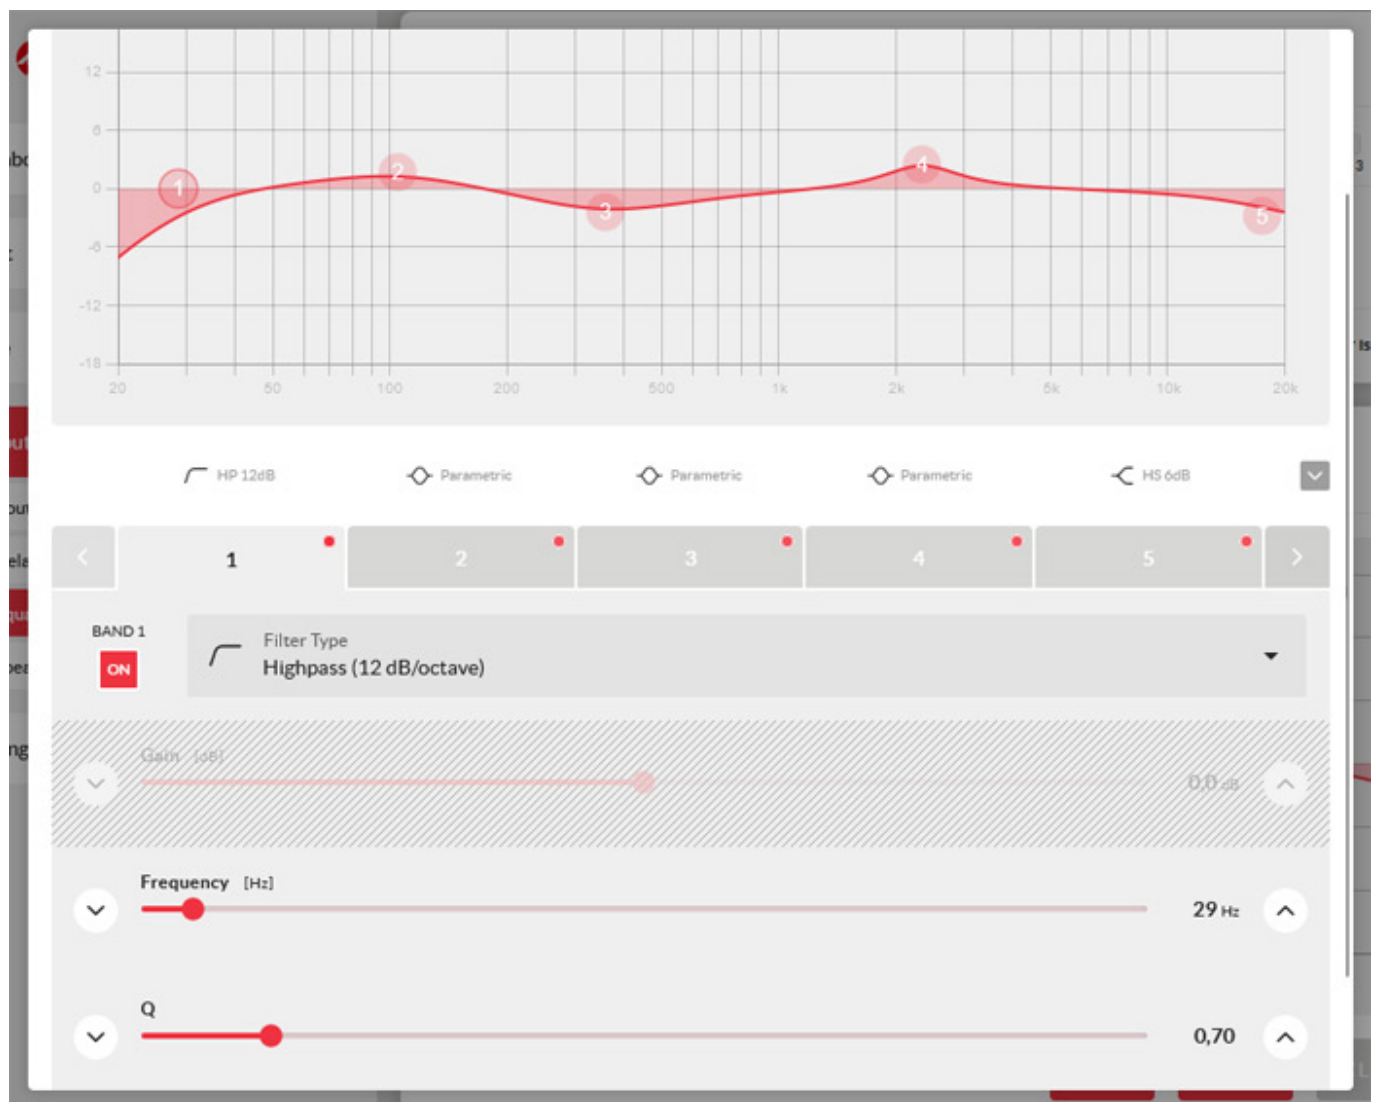 12
6
0
-6
-12
-18
1
2
3
4
5
20 50 100 200 500 1k 2k 5k 10k 20k
HP 12dB Parametric Parametric Parametric HS 6dB
1 2 3 4 5
BAND 1
ON
Filter Type
Highpass (12 dB/octave)
Gain [dB]
0,0 dB
Frequency [Hz]
29 Hz
Q
0,70
3